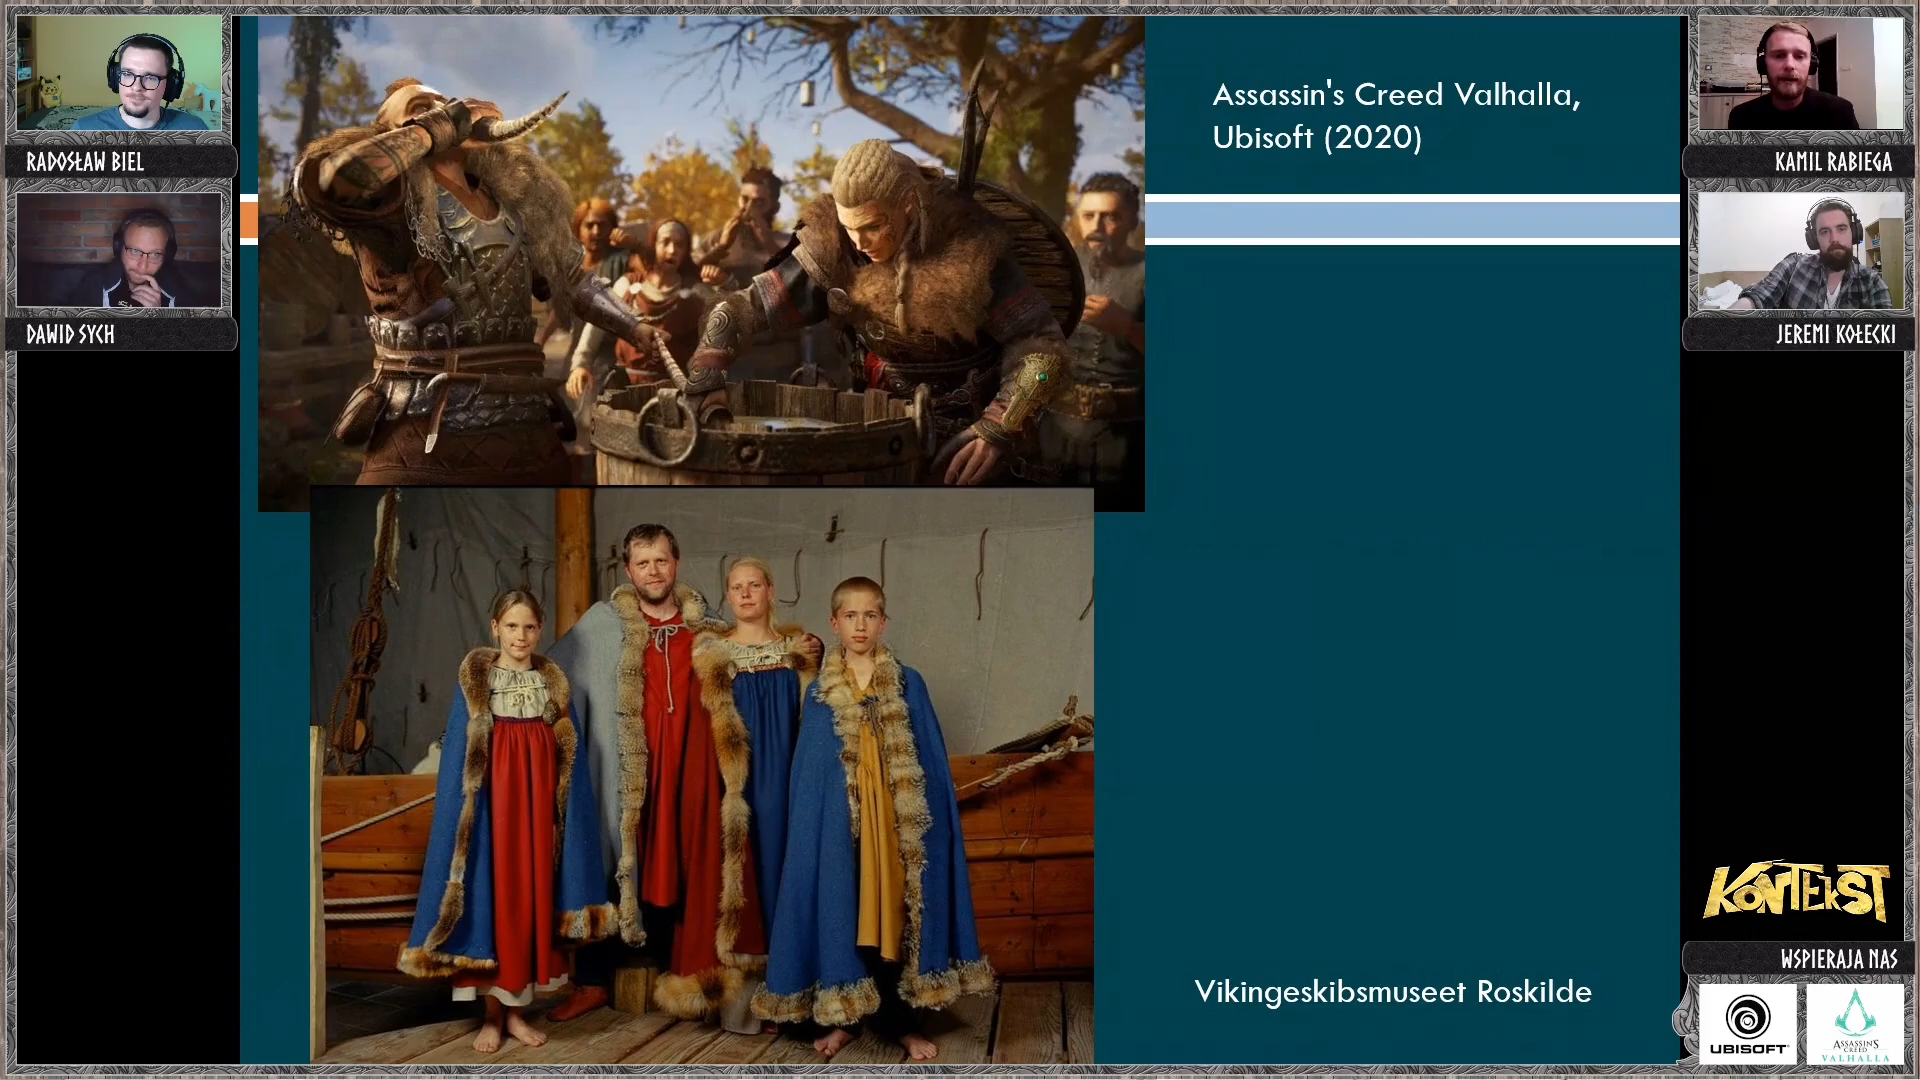 RADOSŁAW BIEL
DAWID SYCH
Assassin's Creed Valhalla,
Ubisoft (2020)
Vikingeskibsmuseet Roskilde
KAMIL RABIEGA
JEREMI KOŁECKI
KONTEKST
WSPIERAJA NAS
UBISOFT
ASSASSIN'S
CREED
VALHALLA